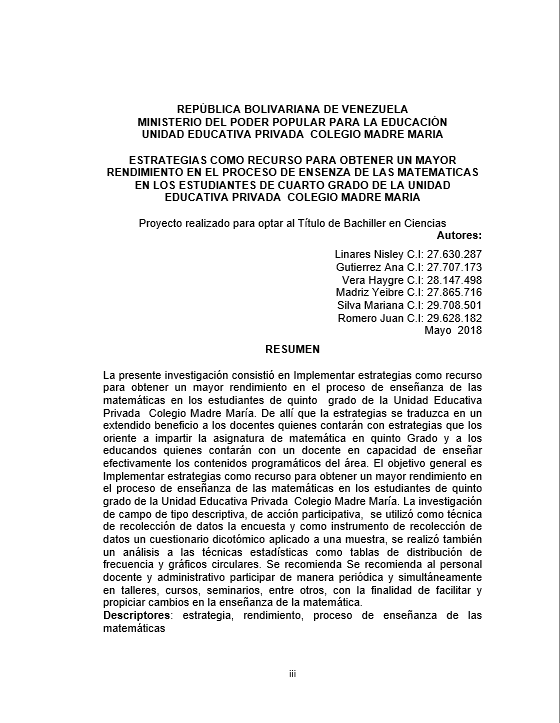 REPÚBLICA BOLIVARIANA DE VENEZUELA
MINISTERIO DEL PODER POPULAR PARA LA EDUCACIÓN
UNIDAD EDUCATIVA PRIVADA  COLEGIO MADRE MARIA
ESTRATEGIAS COMO RECURSO PARA OBTENER UN MAYOR
RENDIMIENTO EN EL PROCESO DE ENSENZA DE LAS MATEMATICAS
EN LOS ESTUDIANTES DE CUARTO GRADO DE LA UNIDAD
EDUCATIVA PRIVADA  COLEGIO MADRE MARIA
Proyecto realizado para optar al Título de Bachiller en Ciencias
Autores:
Linares Nisley C.I: 27.630.287
Gutierrez Ana C.I: 27.707.173
Vera Haygre C.I: 28.147.498
Madriz Yeibre C.I: 27.865.716
Silva Mariana C.I: 29.708.501
Romero Juan C.I: 29.628.182
Mayo  2018
RESUMEN
La presente investigación consistió en Implementar estrategias como recurso
para obtener un mayor rendimiento en el proceso de enseñanza de las
matemáticas en los estudiantes de quinto  grado de la Unidad Educativa
Privada  Colegio Madre María. De allí que la estrategias se traduzca en un
extendido beneficio a los docentes quienes contarán con estrategias que los
oriente a impartir la asignatura de matemática en quinto Grado y a los
educandos quienes contarán con un docente en capacidad de enseñar
efectivamente los contenidos programáticos del área. El objetivo general es
Implementar estrategias como recurso para obtener un mayor rendimiento en
el proceso de enseñanza de las matemáticas en los estudiantes de quinto
grado de la Unidad Educativa Privada  Colegio Madre María. La investigación
de campo de tipo descriptiva, de acción participativa,  se utilizó como técnica
de recolección de datos la encuesta y como instrumento de recolección de
datos un cuestionario dicotómico aplicado a una muestra, se realizó también
un análisis a las técnicas estadísticas como tablas de distribución de
frecuencia y gráficos circulares. Se recomienda Se recomienda al personal
docente y administrativo participar de manera periódica y simultáneamente
en talleres, cursos, seminarios, entre otros, con la finalidad de facilitar y
propiciar cambios en la enseñanza de la matemática.
Descriptores: estrategia, rendimiento, proceso de enseñanza de las
matemáticas
iii